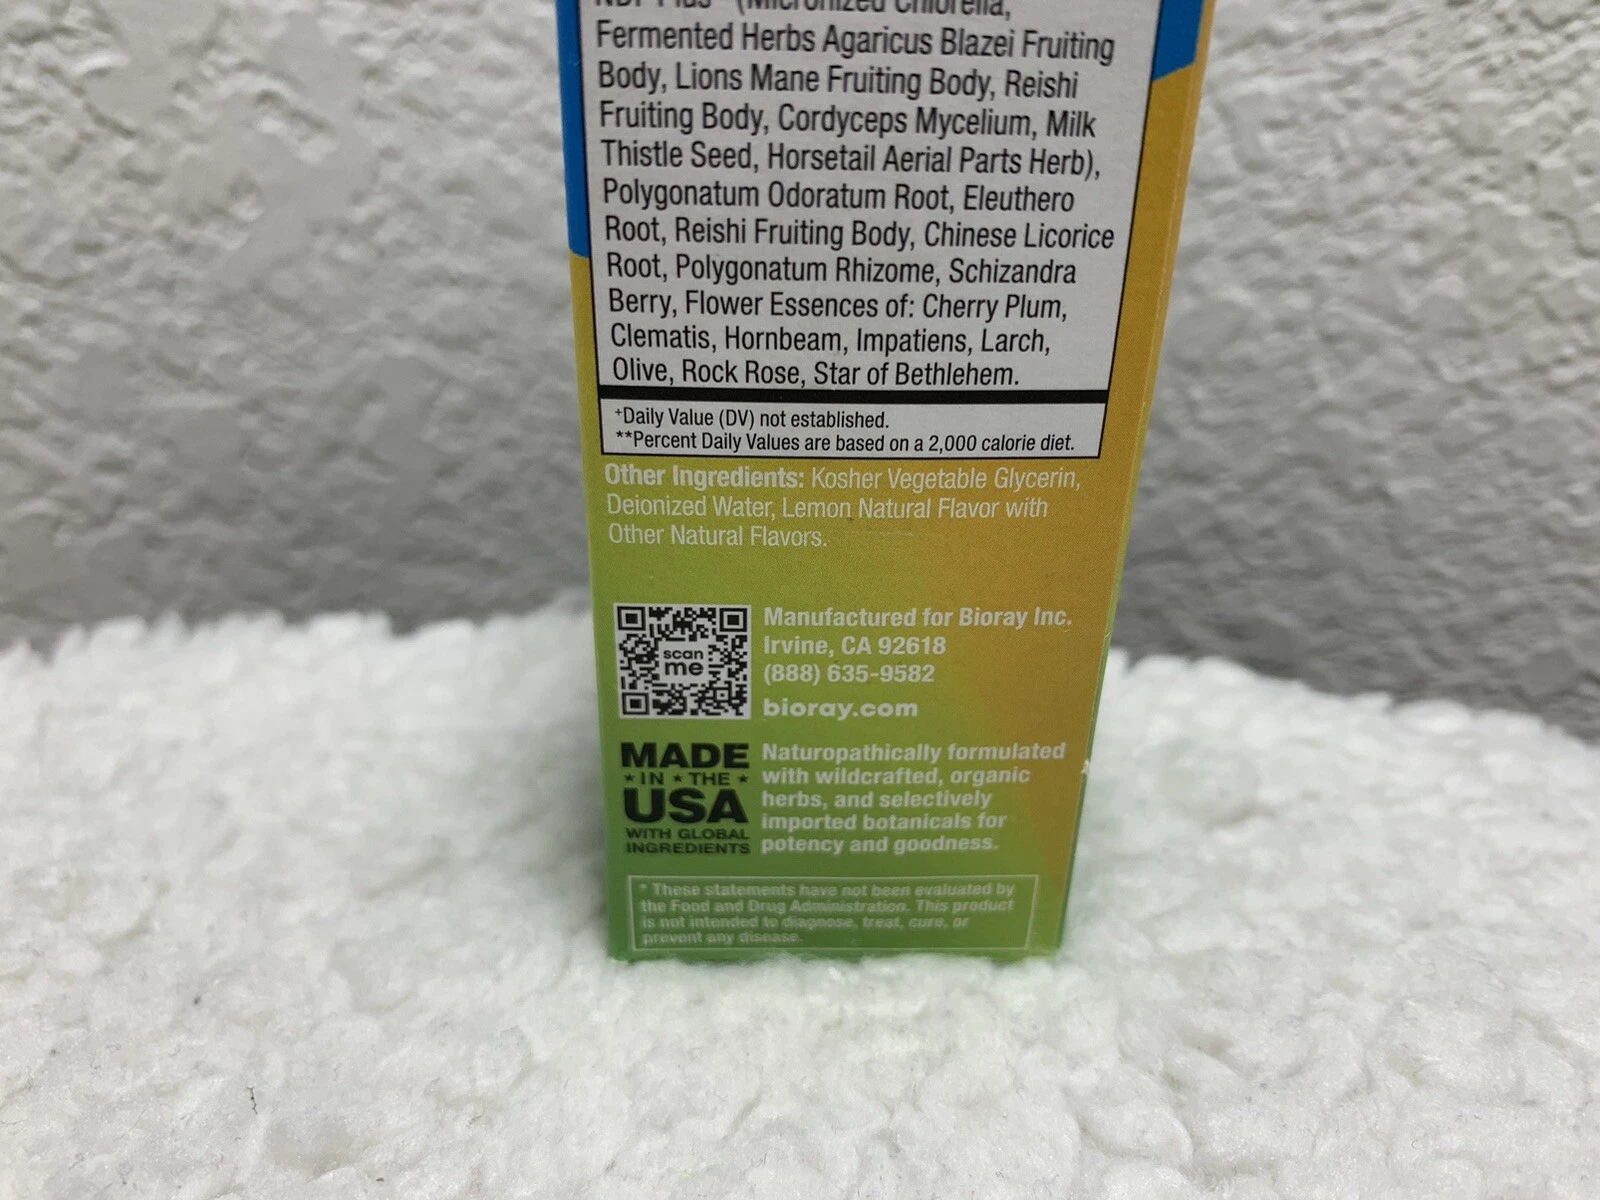 NDF Plus (Micronized Chlorella,
Fermented Herbs Agaricus Blazei Fruiting
Body, Lions Mane Fruiting Body, Reishi
Fruiting Body, Cordyceps Mycelium, Milk
Thistle Seed, Horsetail Aerial Parts Herb),
Polygonatum Odoratum Root, Eleuthero
Root, Reishi Fruiting Body, Chinese Licorice
Root, Polygonatum Rhizome, Schizandra
Berry, Flower Essences of: Cherry Plum,
Clematis, Hornbeam, Impatiens, Larch,
Olive, Rock Rose, Star of Bethlehem.
+Daily Value (DV) not established.
**Percent Daily Values are based on a 2,000 calorie diet.
Other Ingredients: Kosher Vegetable Glycerin,
Deionized Water, Lemon Natural Flavor with
Other Natural Flavors.
scan
me
Manufactured for Bioray Inc.
Irvine, CA 92618
(888) 635-9582
bioray.com
MADE
★ IN ★ THE ★
USA
WITH GLOBAL
INGREDIENTS
Naturopathically formulated
with wildcrafted, organic
herbs, and selectively
imported botanicals for
potency and goodness.
* These statements have not been evaluated by
the Food and Drug Administration. This product
is not intended to diagnose, treat, cure, or
prevent any disease.